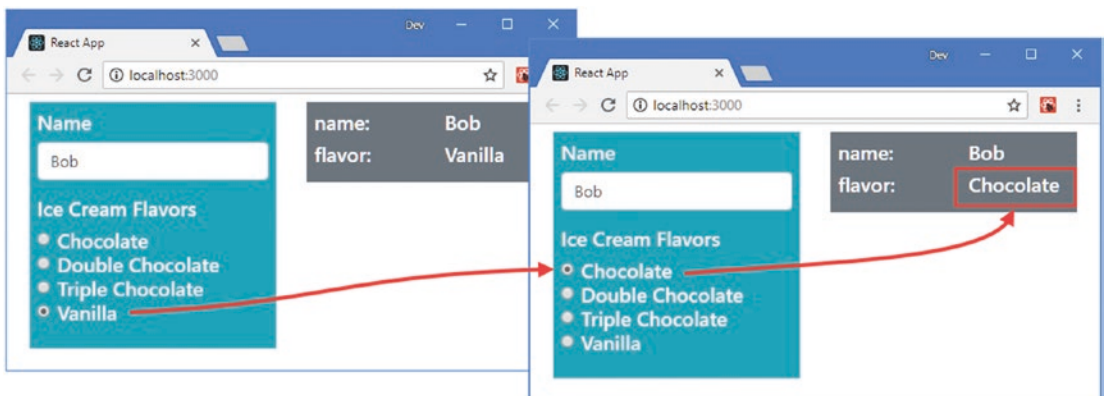 Dev
React App
localhost:3000
Name
Bob
Ice Cream Flavors
Chocolate
Double Chocolate
Triple Chocolate
Vanilla
name: Bob
flavor: Vanilla
Dev
React App
localhost:3000
Name
Bob
Ice Cream Flavors
Chocolate
Double Chocolate
Triple Chocolate
Vanilla
name: Bob
flavor: Chocolate